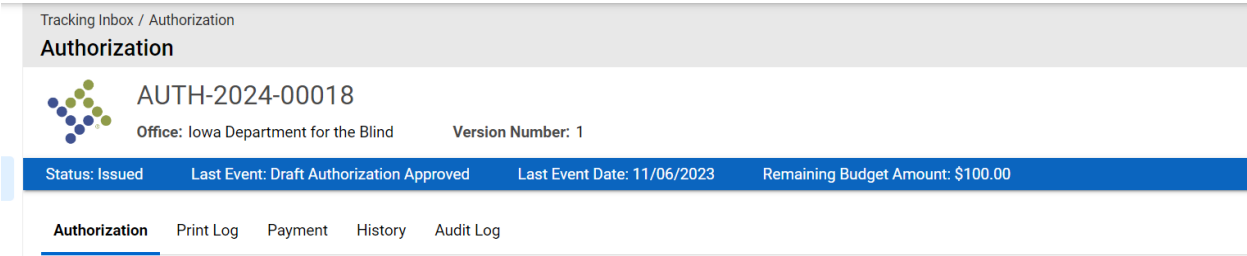 Tracking Inbox / Authorization
Authorization
AUTH-2024-00018
Office: Iowa Department for the Blind Version Number: 1
Status: Issued Last Event: Draft Authorization Approved Last Event Date: 11/06/2023 Remaining Budget Amount: $100.00
Authorization Print Log Payment History Audit Log